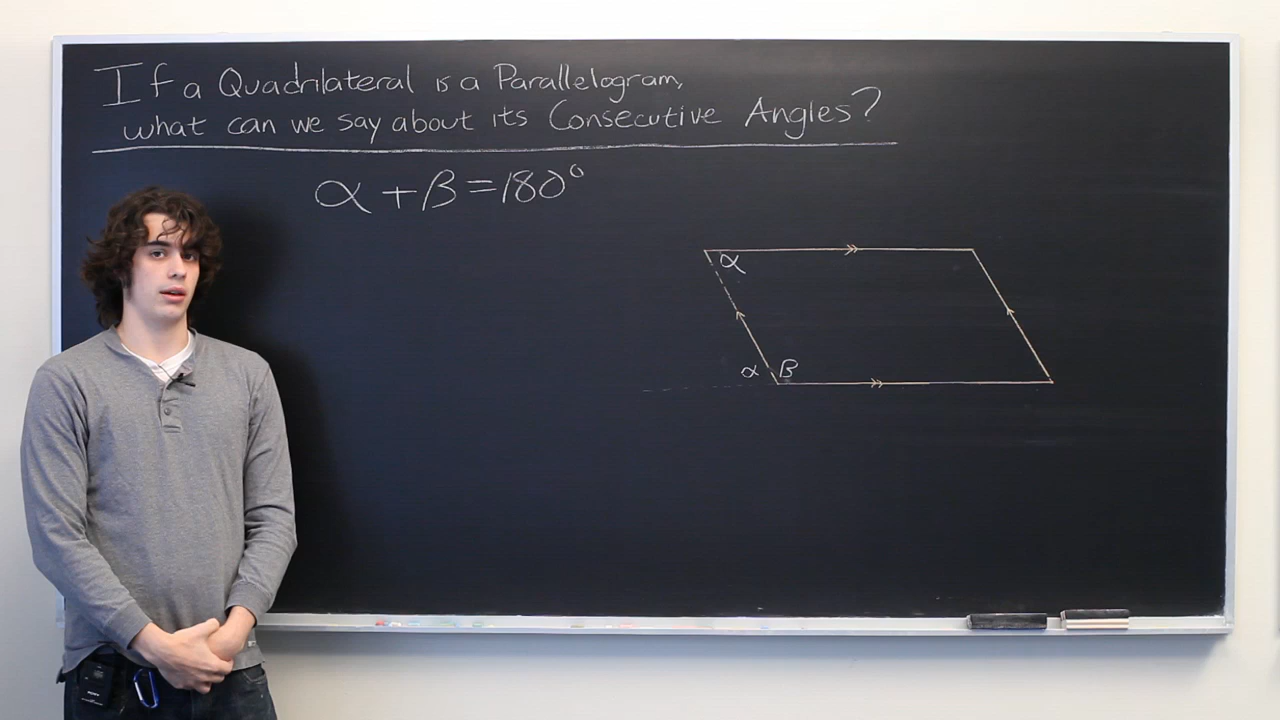 If a Quadrilateral is a Parallelogram,
what can we say about its Consecutive Angles?
α + β = 180°
α
α β